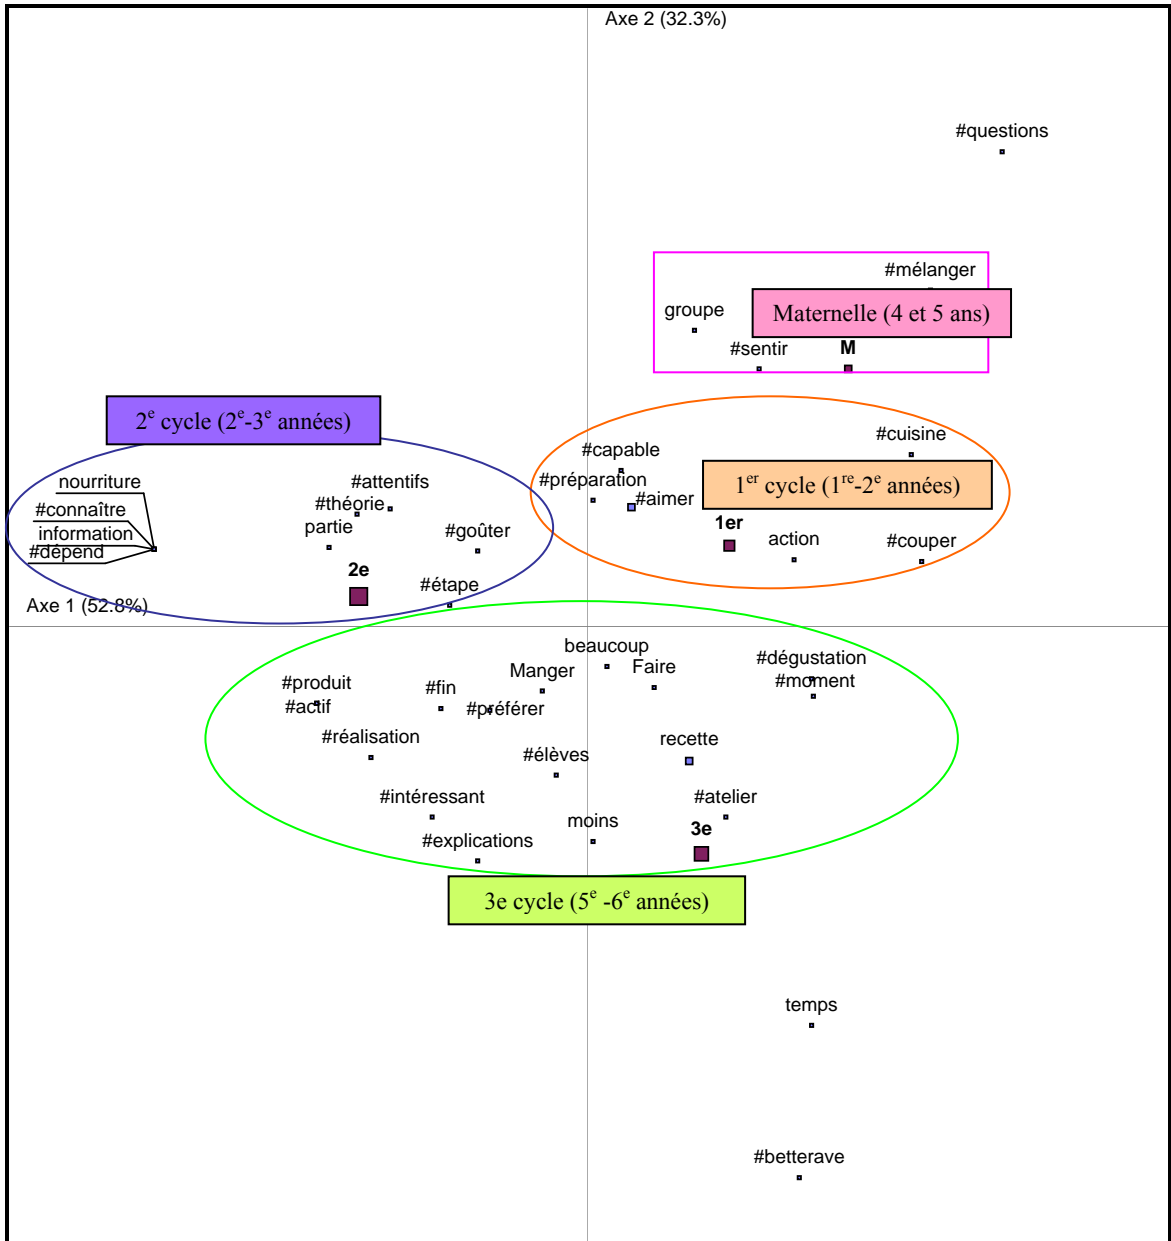 Axe 2 (32.3%)
#questions
#mélanger
groupe
Maternelle (4 et 5 ans)
#sentir
M
2e cycle (2e-3e années)
#cuisine
#capable
nourriture
#attentifs
#préparation
1er cycle (1re-2e années)
#connaître
#théorie
#aimer
partie
information
#goûter
1er
action
#couper
#dépend
2e
#étape
Axe 1 (52.8%)
beaucoup
#dégustation
Manger
Faire
#moment
#produit
#fin
#actif
#préférer
#réalisation
#élèves
recette
#intéressant
#atelier
moins
3e
#explications
3e cycle (5e -6e années)
temps
#betterave